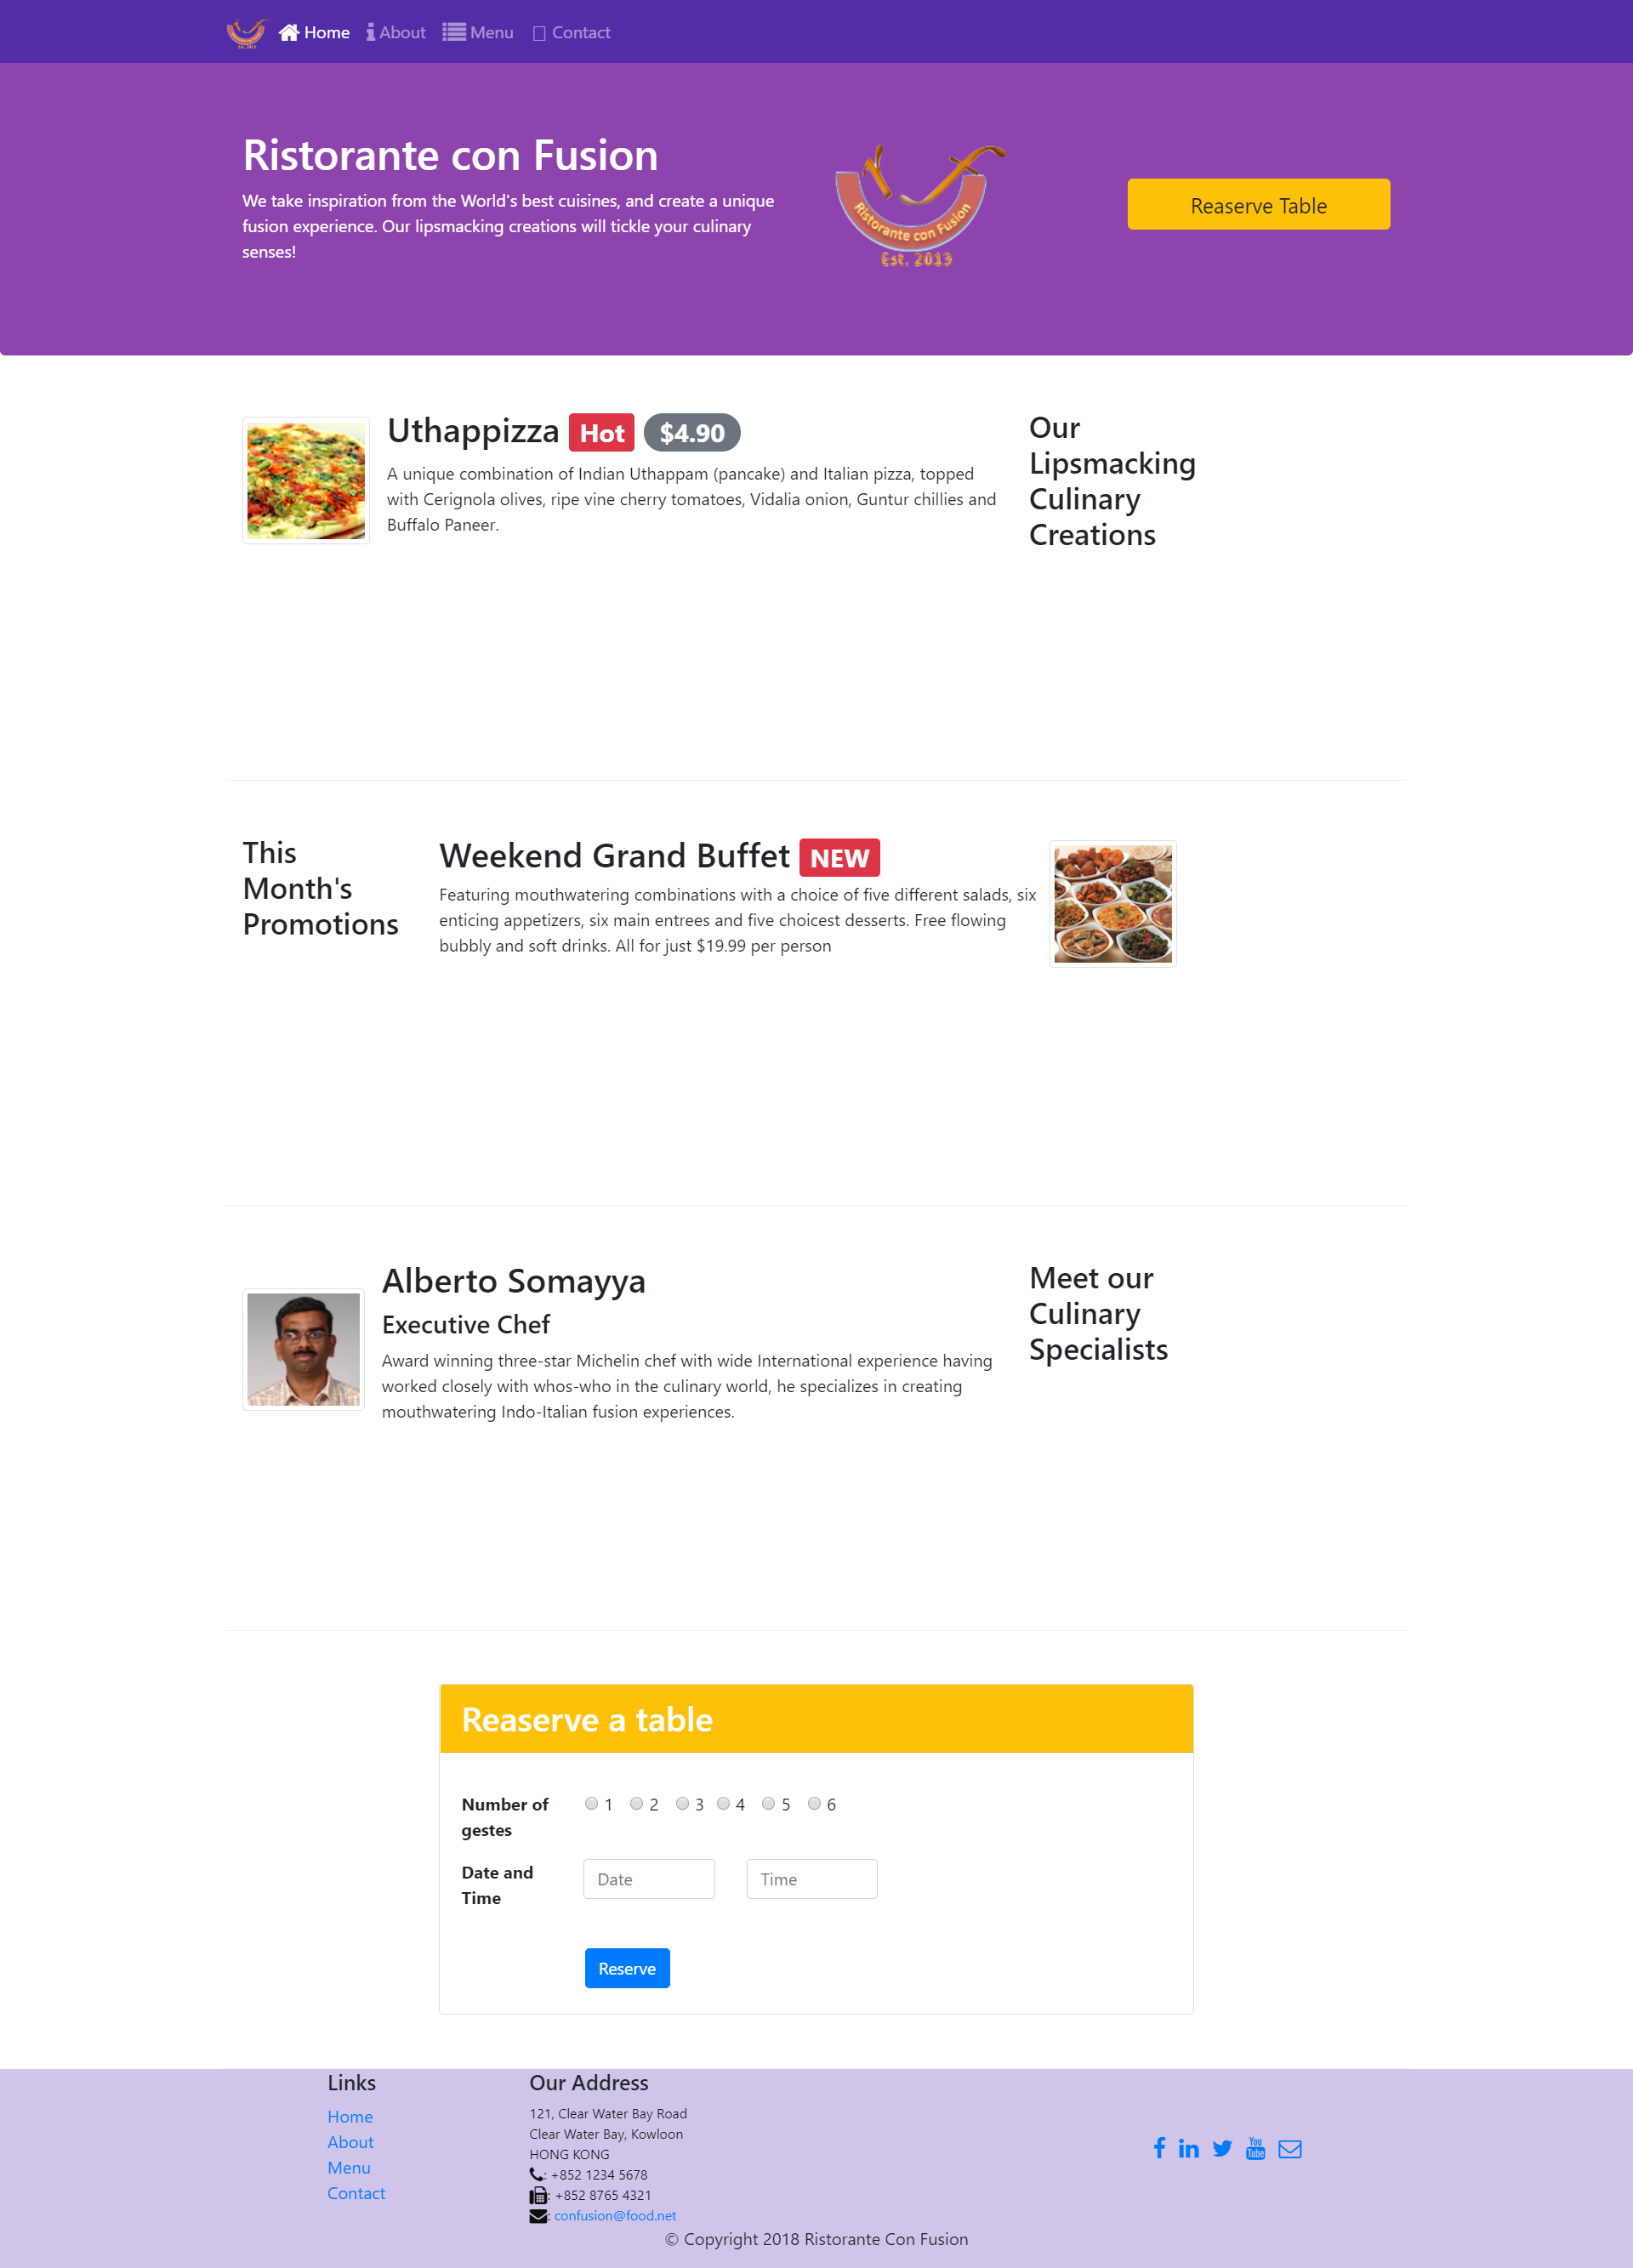 Home About Menu Contact
Ristorante con Fusion
We take inspiration from the World's best cuisines, and create a unique
fusion experience. Our lipsmacking creations will tickle your culinary
senses!
Ristorante con Fusion
Est. 2013
Reaserve Table
Uthappizza Hot $4.90
A unique combination of Indian Uthappam (pancake) and Italian pizza, topped
with Cerignola olives, ripe vine cherry tomatoes, Vidalia onion, Guntur chillies and
Buffalo Paneer.
Our
Lipsmacking
Culinary
Creations
This
Month's
Promotions
Weekend Grand Buffet NEW
Featuring mouthwatering combinations with a choice of five different salads, six
enticing appetizers, six main entrees and five choicest desserts. Free flowing
bubbly and soft drinks. All for just $19.99 per person
Alberto Somayya
Executive Chef
Award winning three-star Michelin chef with wide International experience having
worked closely with whos-who in the culinary world, he specializes in creating
mouthwatering Indo-Italian fusion experiences.
Meet our
Culinary
Specialists
Reaserve a table
Number of
gestes
1 2 3 4 5 6
Date and
Time
Date Time
Reserve
Links
Home
About
Menu
Contact
Our Address
121, Clear Water Bay Road
Clear Water Bay, Kowloon
HONG KONG
: +852 1234 5678
: +852 8765 4321
: confusion@food.net
You
Tube
© Copyright 2018 Ristorante Con Fusion